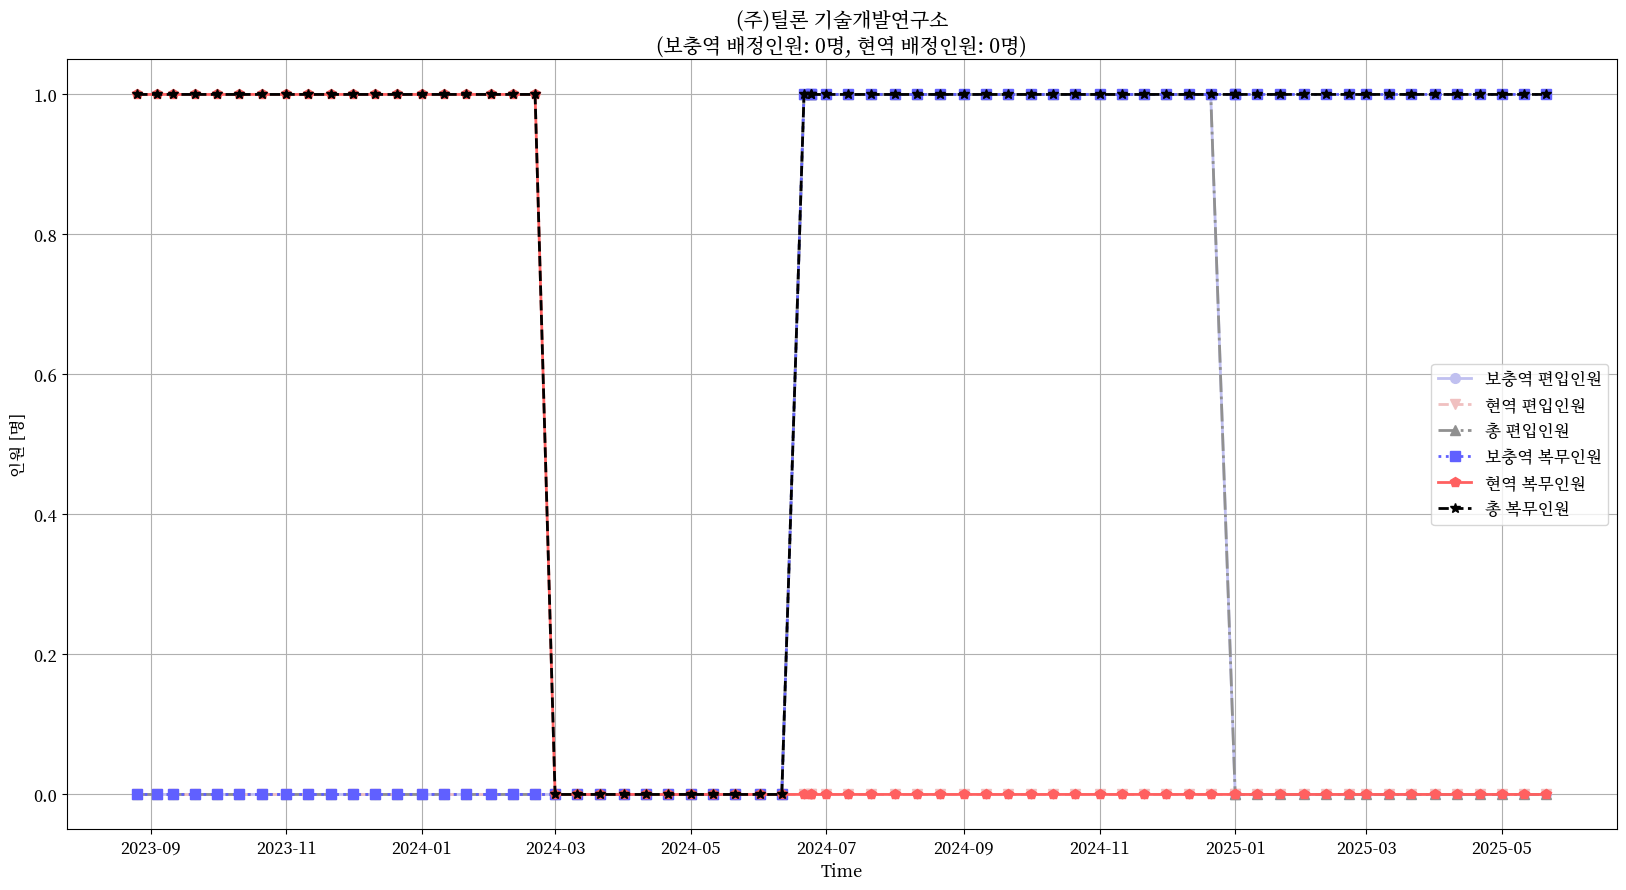 (주)틸론 기술개발연구소
(보충역 배정인원: 0명, 현역 배정인원: 0명)
인원 [명]
1.0
0.8
0.6
0.4
0.2
0.0
보충역 편입인원
현역 편입인원
총 편입인원
보충역 복무인원
현역 복무인원
총 복무인원
2023-09 2023-11 2024-01 2024-03 2024-05 2024-07 2024-09 2024-11 2025-01 2025-03 2025-05
Time